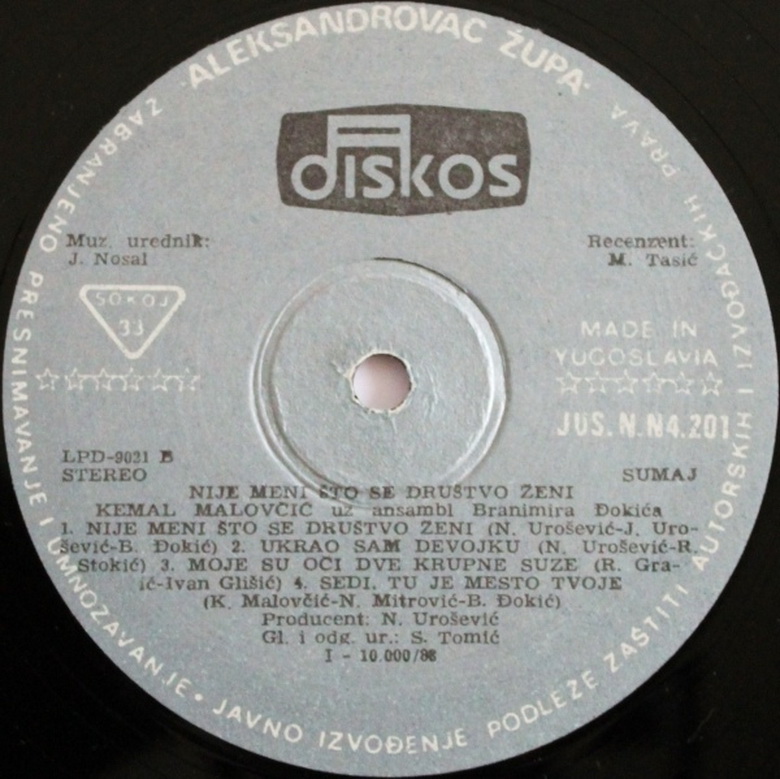 ALEKSANDROVAC ŽUPA
diskos
Muz. urednik:
J. Nosal
Recenzent:
M. Tasić
SOKOJ
33
MADE IN
YUGOSLAVIA
JUS.N.N4.201
LPD-9031 B
STEREO
SUMAJ
NIJE MENI ŠTO SE DRUŠTVO ŽENI
KEMAL MALOVČIĆ uz ansambl Branimira Đokića
1. NIJE MENI ŠTO SE DRUŠTVO ŽENI (N. Urošević-J. Uro-
šević-B. Đokić) 2. UKRAO SAM DEVOJKU (N. Urošević-R.
Stokić) 3. MOJE SU OČI DVE KRUPNE SUZE (R. Gra-
ić-Ivan Glišić) 4. SEDI, TU JE MESTO TVOJE
(K. Malovčić-N. Mitrović-B. Đokić)
Producent: N. Urošević
Gl. i odg. ur.: S. Tomić
I - 10.000/88
ZABRANJENO PRESNIMAVANJE I UMNOZAVANJE • JAVNO IZVOĐENJE PODLEŽE ZAŠTITI AUTORSKIH I IZVOĐAČKIH PRAVA